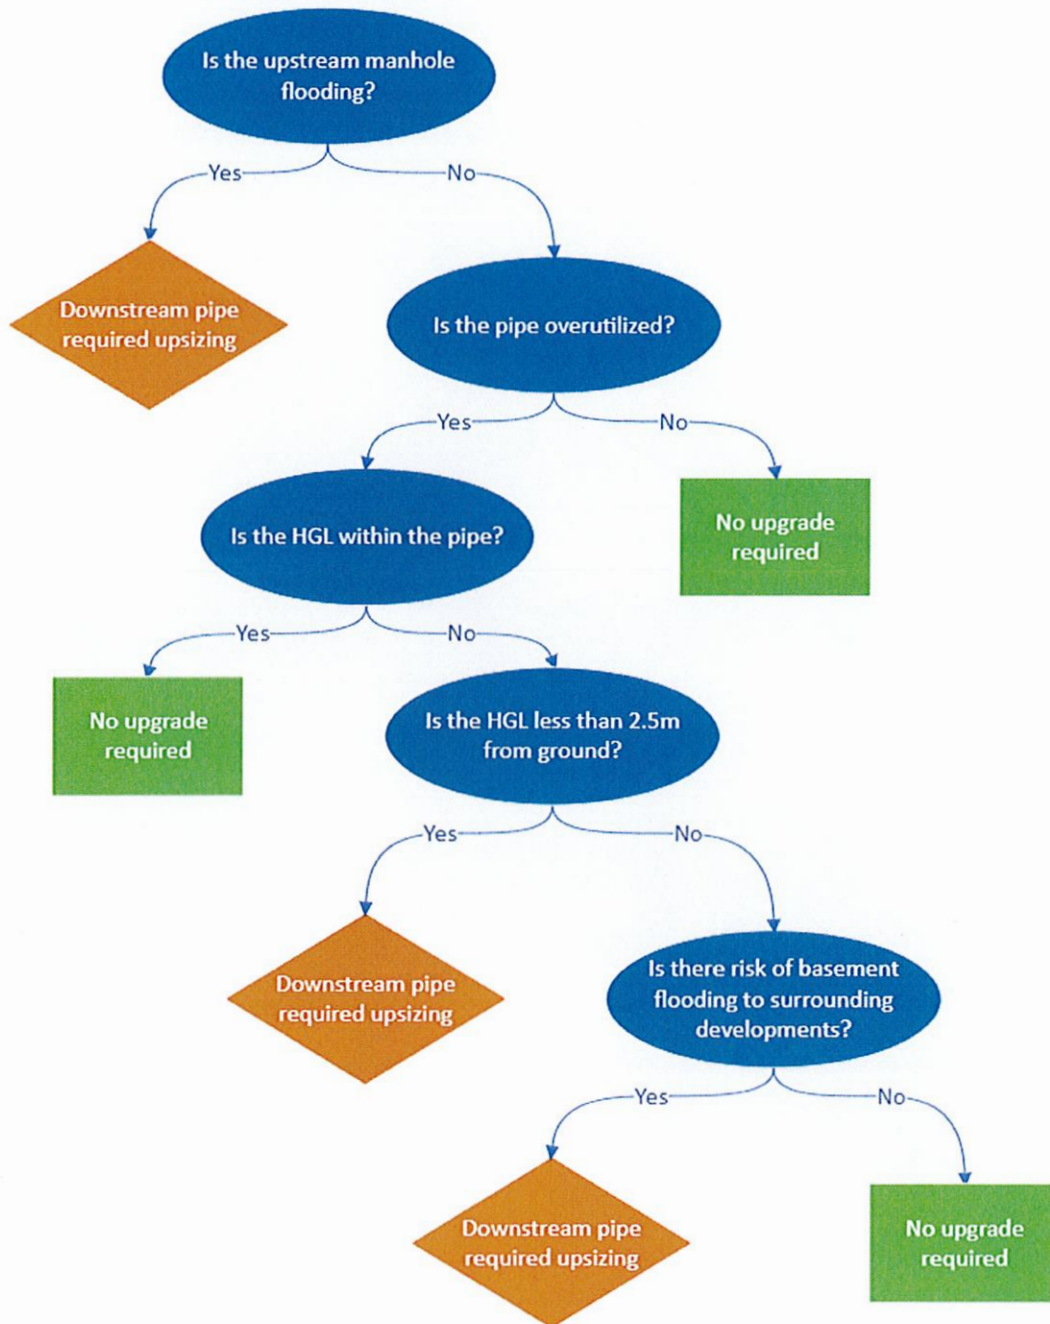 Is the upstream manhole
flooding?
Yes
No
Downstream pipe
required upsizing
Is the pipe overutilized?
Yes
No
Is the HGL within the pipe?
No upgrade
required
Yes
No
No upgrade
required
Is the HGL less than 2.5m
from ground?
Yes
No
Downstream pipe
required upsizing
Is there risk of basement
flooding to surrounding
developments?
Yes
No
Downstream pipe
required upsizing
No upgrade
required